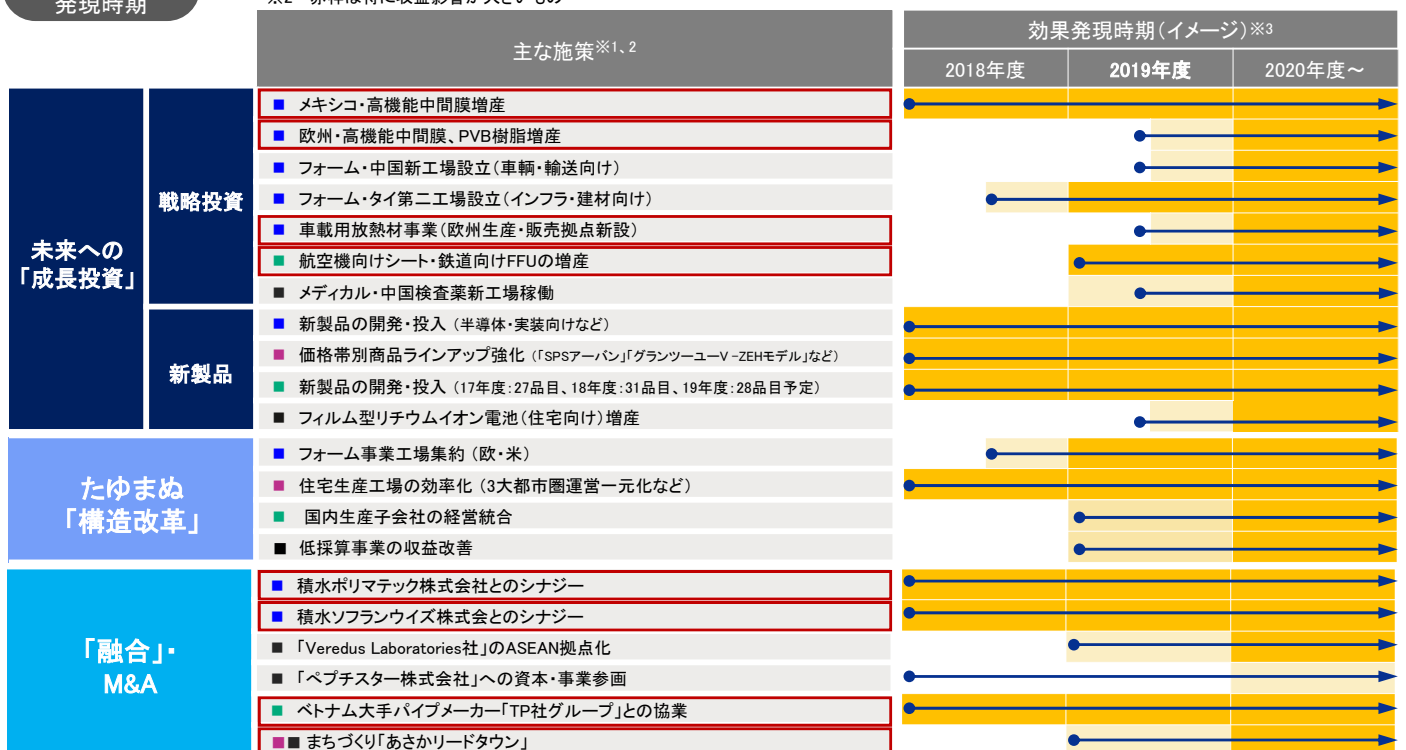 発現時期
主な施策※1、2
効果発現時期(イメージ)※3
2018年度
2019年度
2020年度～
未来への
「成長投資」
戦略投資
■ メキシコ・高機能中間膜増産
■ 欧州・高機能中間膜、PVB樹脂増産
■ フォーム・中国新工場設立(車輌・輸送向け)
■ フォーム・タイ第二工場設立(インフラ・建材向け)
■ 車載用放熱材事業(欧州生産・販売拠点新設)
■ 航空機向けシート・鉄道向けFFUの増産
■ メディカル・中国検査薬新工場稼働
新製品
■ 新製品の開発・投入 (半導体・実装向けなど)
■ 価格帯別商品ラインアップ強化 (「SPSアーバン」「グランツーユーV -ZEHモデル」など)
■ 新製品の開発・投入 (17年度:27品目、18年度:31品目、19年度:28品目予定)
■ フィルム型リチウムイオン電池(住宅向け)増産
たゆまぬ
「構造改革」
■ フォーム事業工場集約 (欧・米)
■ 住宅生産工場の効率化 (3大都市圏運営一元化など)
■ 国内生産子会社の経営統合
■ 低採算事業の収益改善
「融合」・
M&A
■ 積水ポリマテック株式会社とのシナジー
■ 積水ソフランウイズ株式会とのシナジー
■ 「Veredus Laboratories社」のASEAN拠点化
■ 「ペプチスター株式会社」への資本・事業参画
■ ベトナム大手パイプメーカー「TP社グループ」との協業
■■ まちづくり「あさかリードタウン」